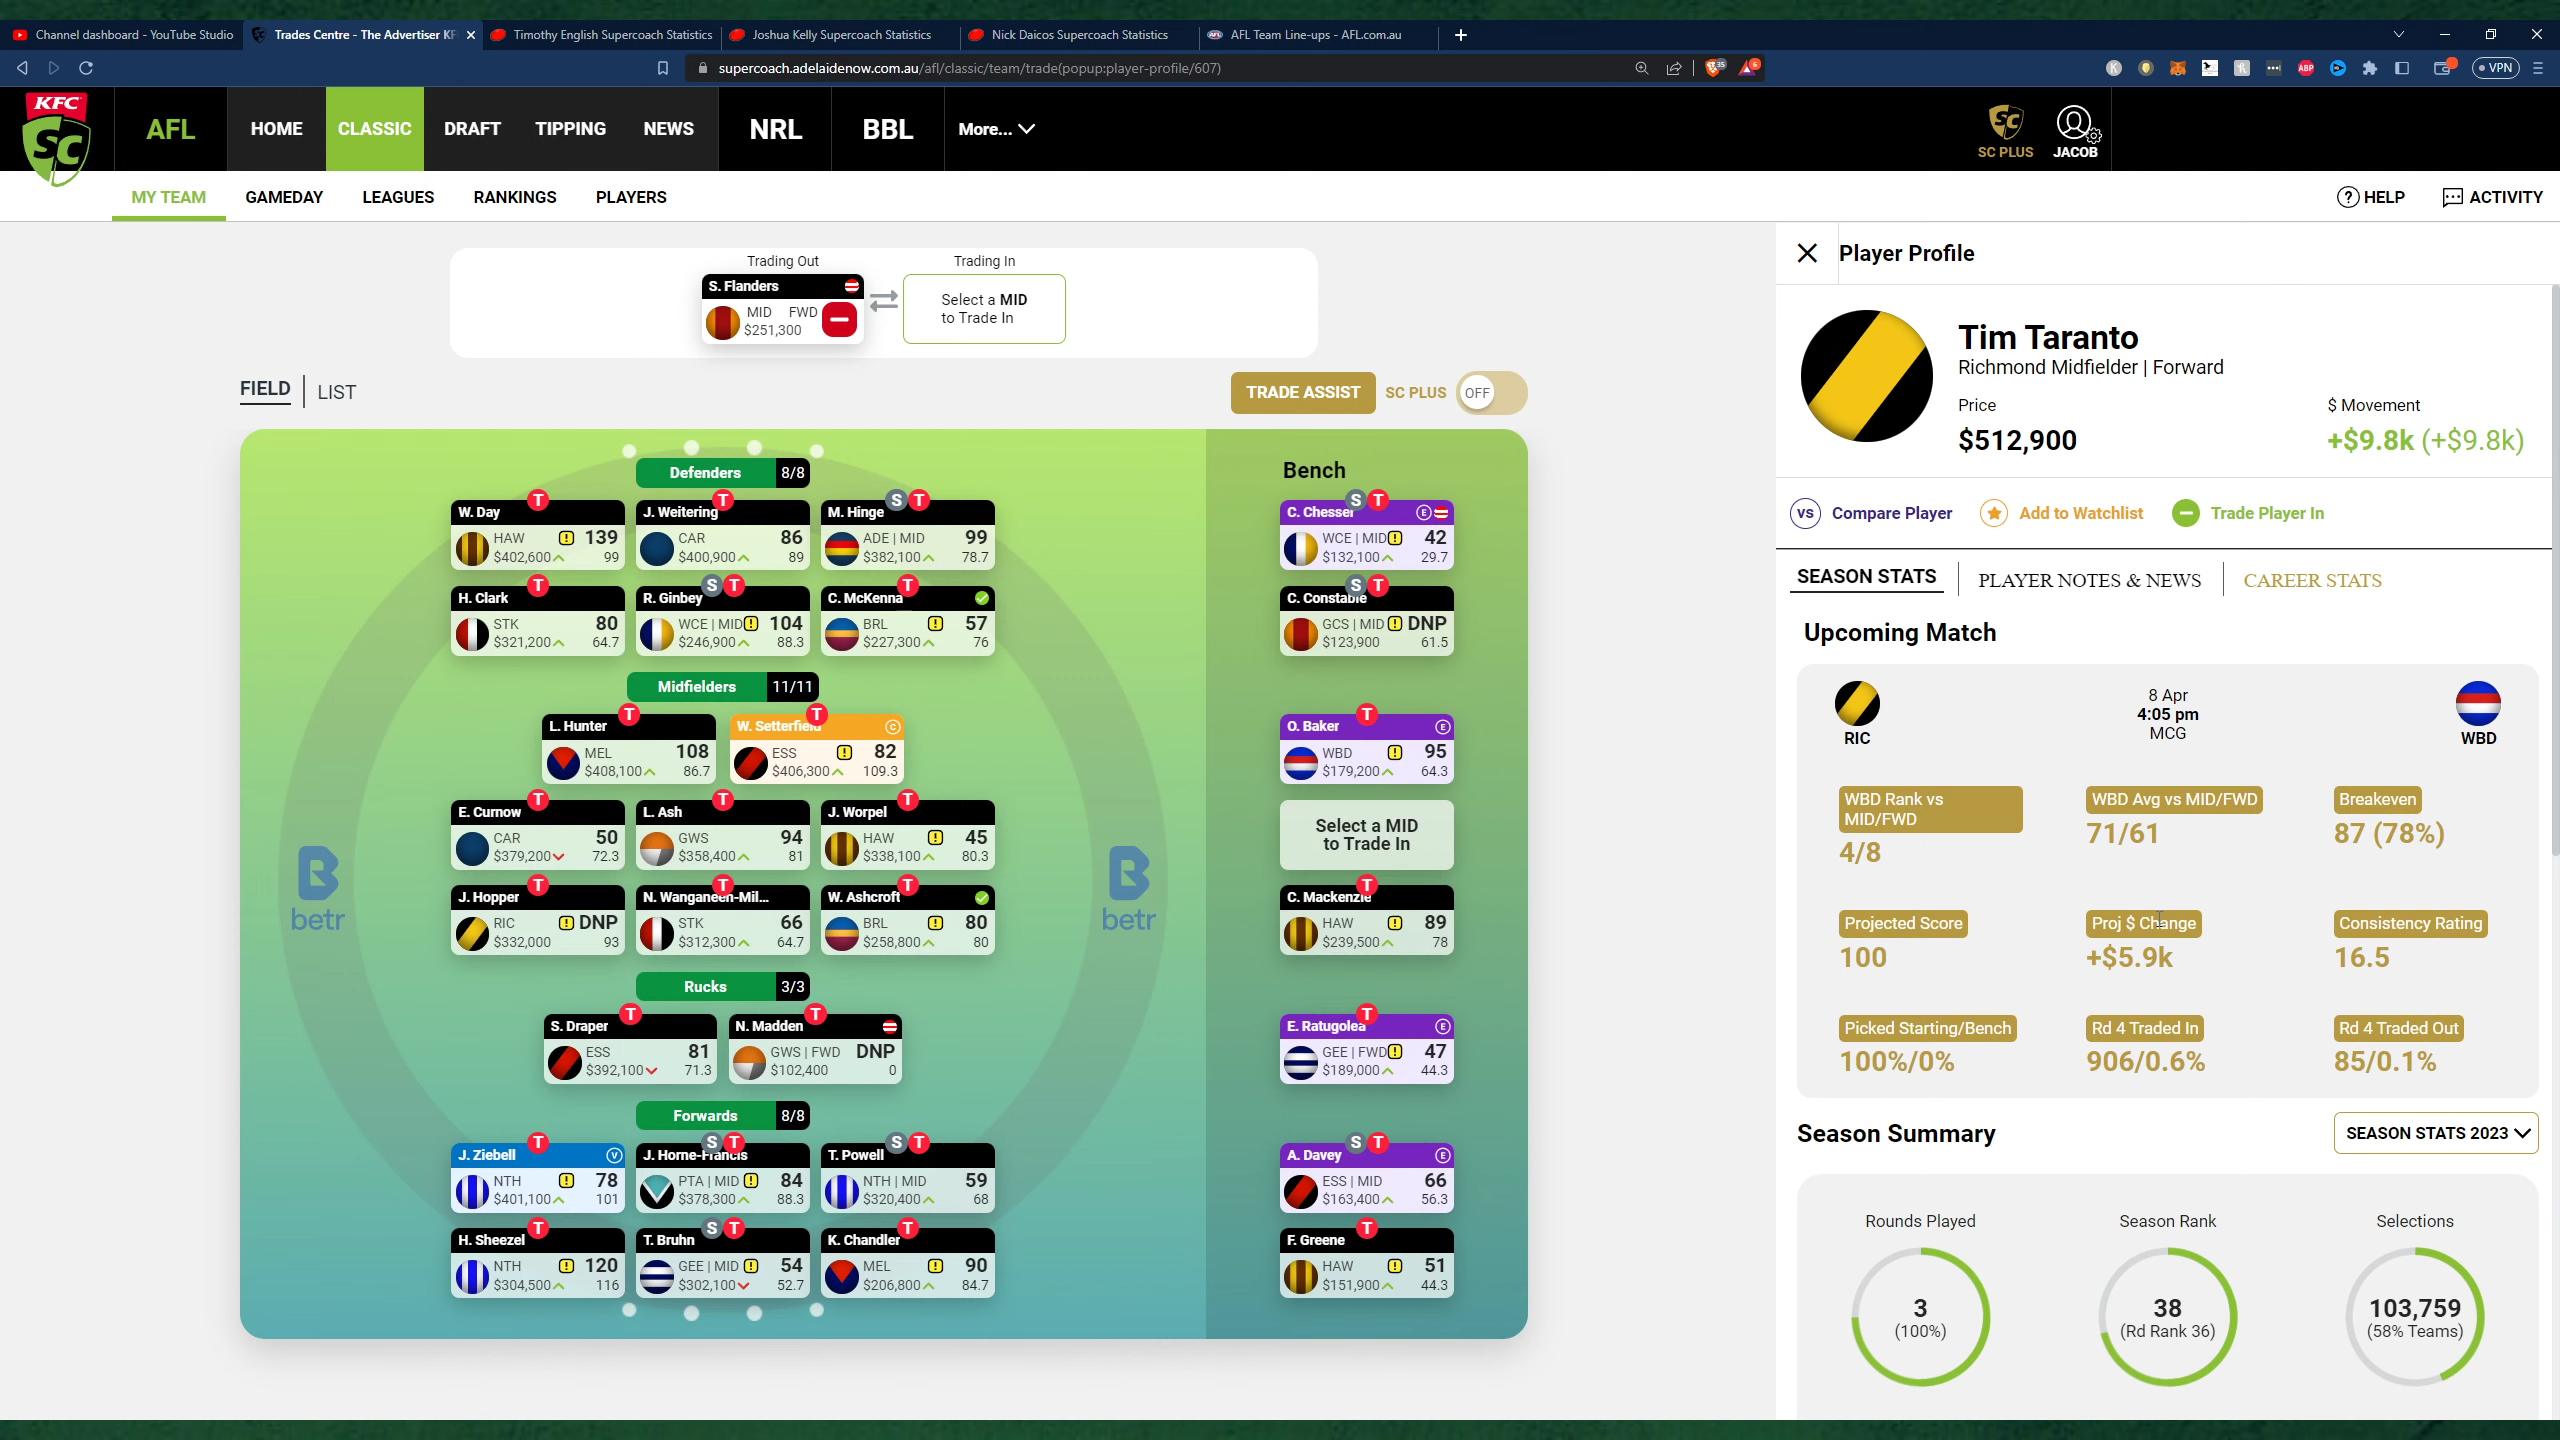 Channel dashboard - YouTube Studio
Trades Centre - The Advertiser KF
Timothy English Supercoach Statistics
Joshua Kelly Supercoach Statistics
Nick Daicos Supercoach Statistics
AFL Team Line-ups - AFL.com.au
supercoach.adelaidenow.com.au/afl/classic/team/trade(popup:player-profile/607)
VPN
KFC
SC
AFL
HOME
CLASSIC
DRAFT
TIPPING
NEWS
NRL
BBL
More...
SC PLUS
JACOB
MY TEAM
GAMEDAY
LEAGUES
RANKINGS
PLAYERS
HELP
ACTIVITY
Trading Out
Trading In
S. Flanders
MID FWD
$251,300
Select a MID
to Trade In
FIELD
LIST
TRADE ASSIST
SC PLUS
OFF
Defenders 8/8
Bench
W. Day
HAW 139
$402,600 99
J. Weitering
CAR 86
$400,900 89
M. Hinge
ADE | MID 99
$382,100 78.7
C. Chesser
WCE | MID 42
$132,100 29.7
H. Clark
STK 80
$321,200 64.7
R. Ginbey
WCE | MID 104
$246,900 88.3
C. McKenna
BRL 57
$227,300 76
C. Constable
GCS | MID DNP
$123,900 61.5
Midfielders 11/11
L. Hunter
MEL 108
$408,100 86.7
W. Setterfield
ESS 82
$406,300 109.3
O. Baker
WBD 95
$179,200 64.3
E. Curnow
CAR 50
$379,200 72.3
L. Ash
GWS 94
$358,400 81
J. Worpel
HAW 45
$338,100 80.3
Select a MID
to Trade In
betr
betr
J. Hopper
RIC DNP
$332,000 93
N. Wanganeen-Mil...
STK 66
$312,300 64.7
W. Ashcroft
BRL 80
$258,800 80
C. Mackenzie
HAW 89
$239,500 78
Rucks 3/3
S. Draper
ESS 81
$392,100 71.3
N. Madden
GWS | FWD DNP
$102,400 0
E. Ratugolea
GEE | FWD 47
$189,000 44.3
Forwards 8/8
J. Ziebell
NTH 78
$401,100 101
J. Horne-Francis
PTA | MID 84
$378,300 88.3
T. Powell
NTH | MID 59
$320,400 68
A. Davey
ESS | MID 66
$163,400 56.3
H. Sheezel
NTH 120
$304,500 116
T. Bruhn
GEE | MID 54
$302,100 52.7
K. Chandler
MEL 90
$206,800 84.7
F. Greene
HAW 51
$151,900 44.3
Player Profile
Tim Taranto
Richmond Midfielder | Forward
Price
$512,900
$ Movement
+$9.8k (+$9.8k)
VS Compare Player
Add to Watchlist
Trade Player In
SEASON STATS
PLAYER NOTES & NEWS
CAREER STATS
Upcoming Match
RIC
8 Apr
4:05 pm
MCG
WBD
WBD Rank vs
MID/FWD
4/8
WBD Avg vs MID/FWD
71/61
Breakeven
87 (78%)
Projected Score
100
Proj $ Change
+$5.9k
Consistency Rating
16.5
Picked Starting/Bench
100%/0%
Rd 4 Traded In
906/0.6%
Rd 4 Traded Out
85/0.1%
Season Summary
SEASON STATS 2023
Rounds Played
3
(100%)
Season Rank
38
(Rd Rank 36)
Selections
103,759
(58% Teams)